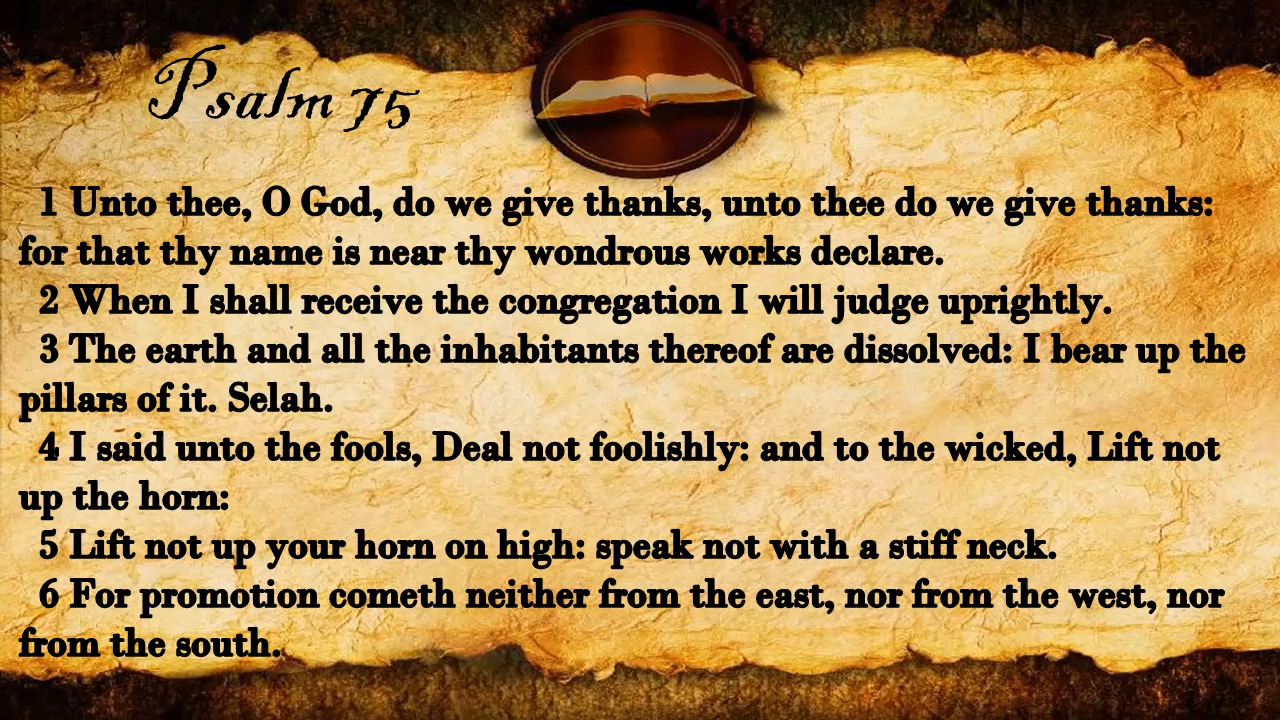 Psalm 75
1 Unto thee, O God, do we give thanks, unto thee do we give thanks:
for that thy name is near thy wondrous works declare.
2 When I shall receive the congregation I will judge uprightly.
3 The earth and all the inhabitants thereof are dissolved: I bear up the
pillars of it. Selah.
4 I said unto the fools, Deal not foolishly: and to the wicked, Lift not
up the horn:
5 Lift not up your horn on high: speak not with a stiff neck.
6 For promotion cometh neither from the east, nor from the west, nor
from the south.